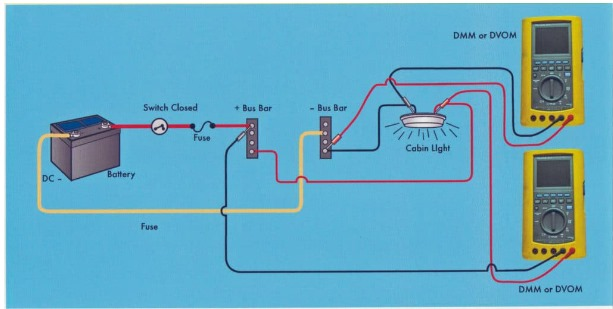 DMM or DVOM
Switch Closed
+ Bus Bar
– Bus Bar
Fuse
Cabin Light
DC –
Battery
Fuse
DMM or DVOM